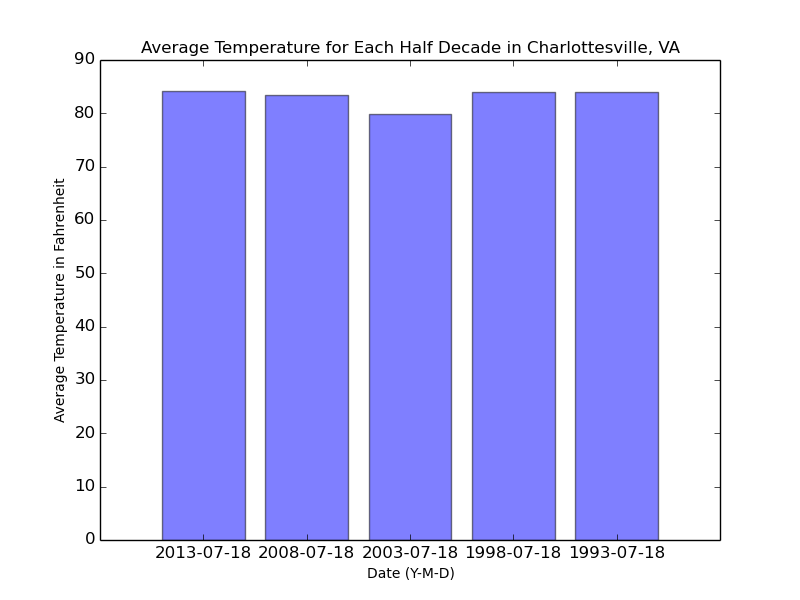 Average Temperature for Each Half Decade in Charlottesville, VA
90
80
70
60
50
40
30
20
10
0
Average Temperature in Fahrenheit
2013-07-18 2008-07-18 2003-07-18 1998-07-18 1993-07-18
Date (Y-M-D)